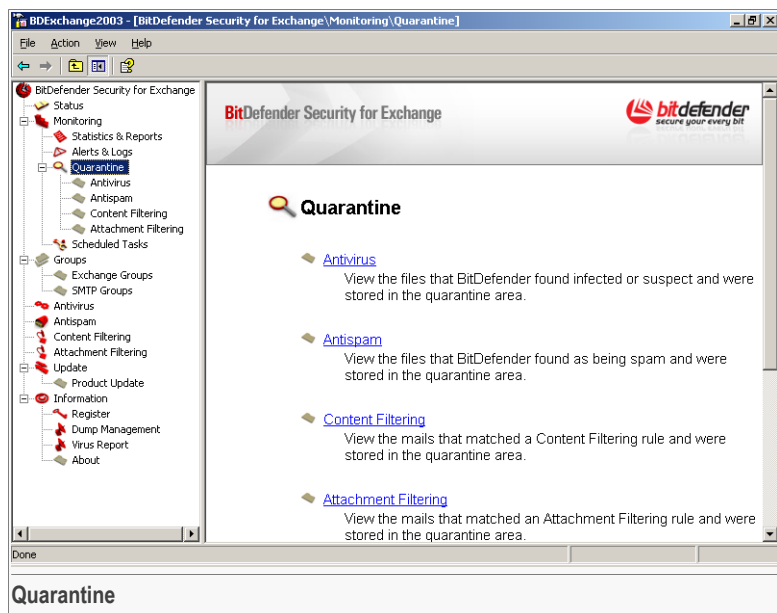 BDExchange2003 - [BitDefender Security for Exchange\Monitoring\Quarantine]
File Action View Help
BitDefender Security for Exchange
Status
Monitoring
Statistics & Reports
Alerts & Logs
Quarantine
Antivirus
Antispam
Content Filtering
Attachment Filtering
Scheduled Tasks
Groups
Exchange Groups
SMTP Groups
Antivirus
Antispam
Content Filtering
Attachment Filtering
Update
Product Update
Information
Register
Dump Management
Virus Report
About
BitDefender Security for Exchange
bitdefender
secure your every bit
Quarantine
Antivirus
View the files that BitDefender found infected or suspect and were
stored in the quarantine area.
Antispam
View the files that BitDefender found as being spam and were
stored in the quarantine area.
Content Filtering
View the mails that matched a Content Filtering rule and were
stored in the quarantine area.
Attachment Filtering
View the mails that matched an Attachment Filtering rule and were
stored in the quarantine area.
Done
Quarantine